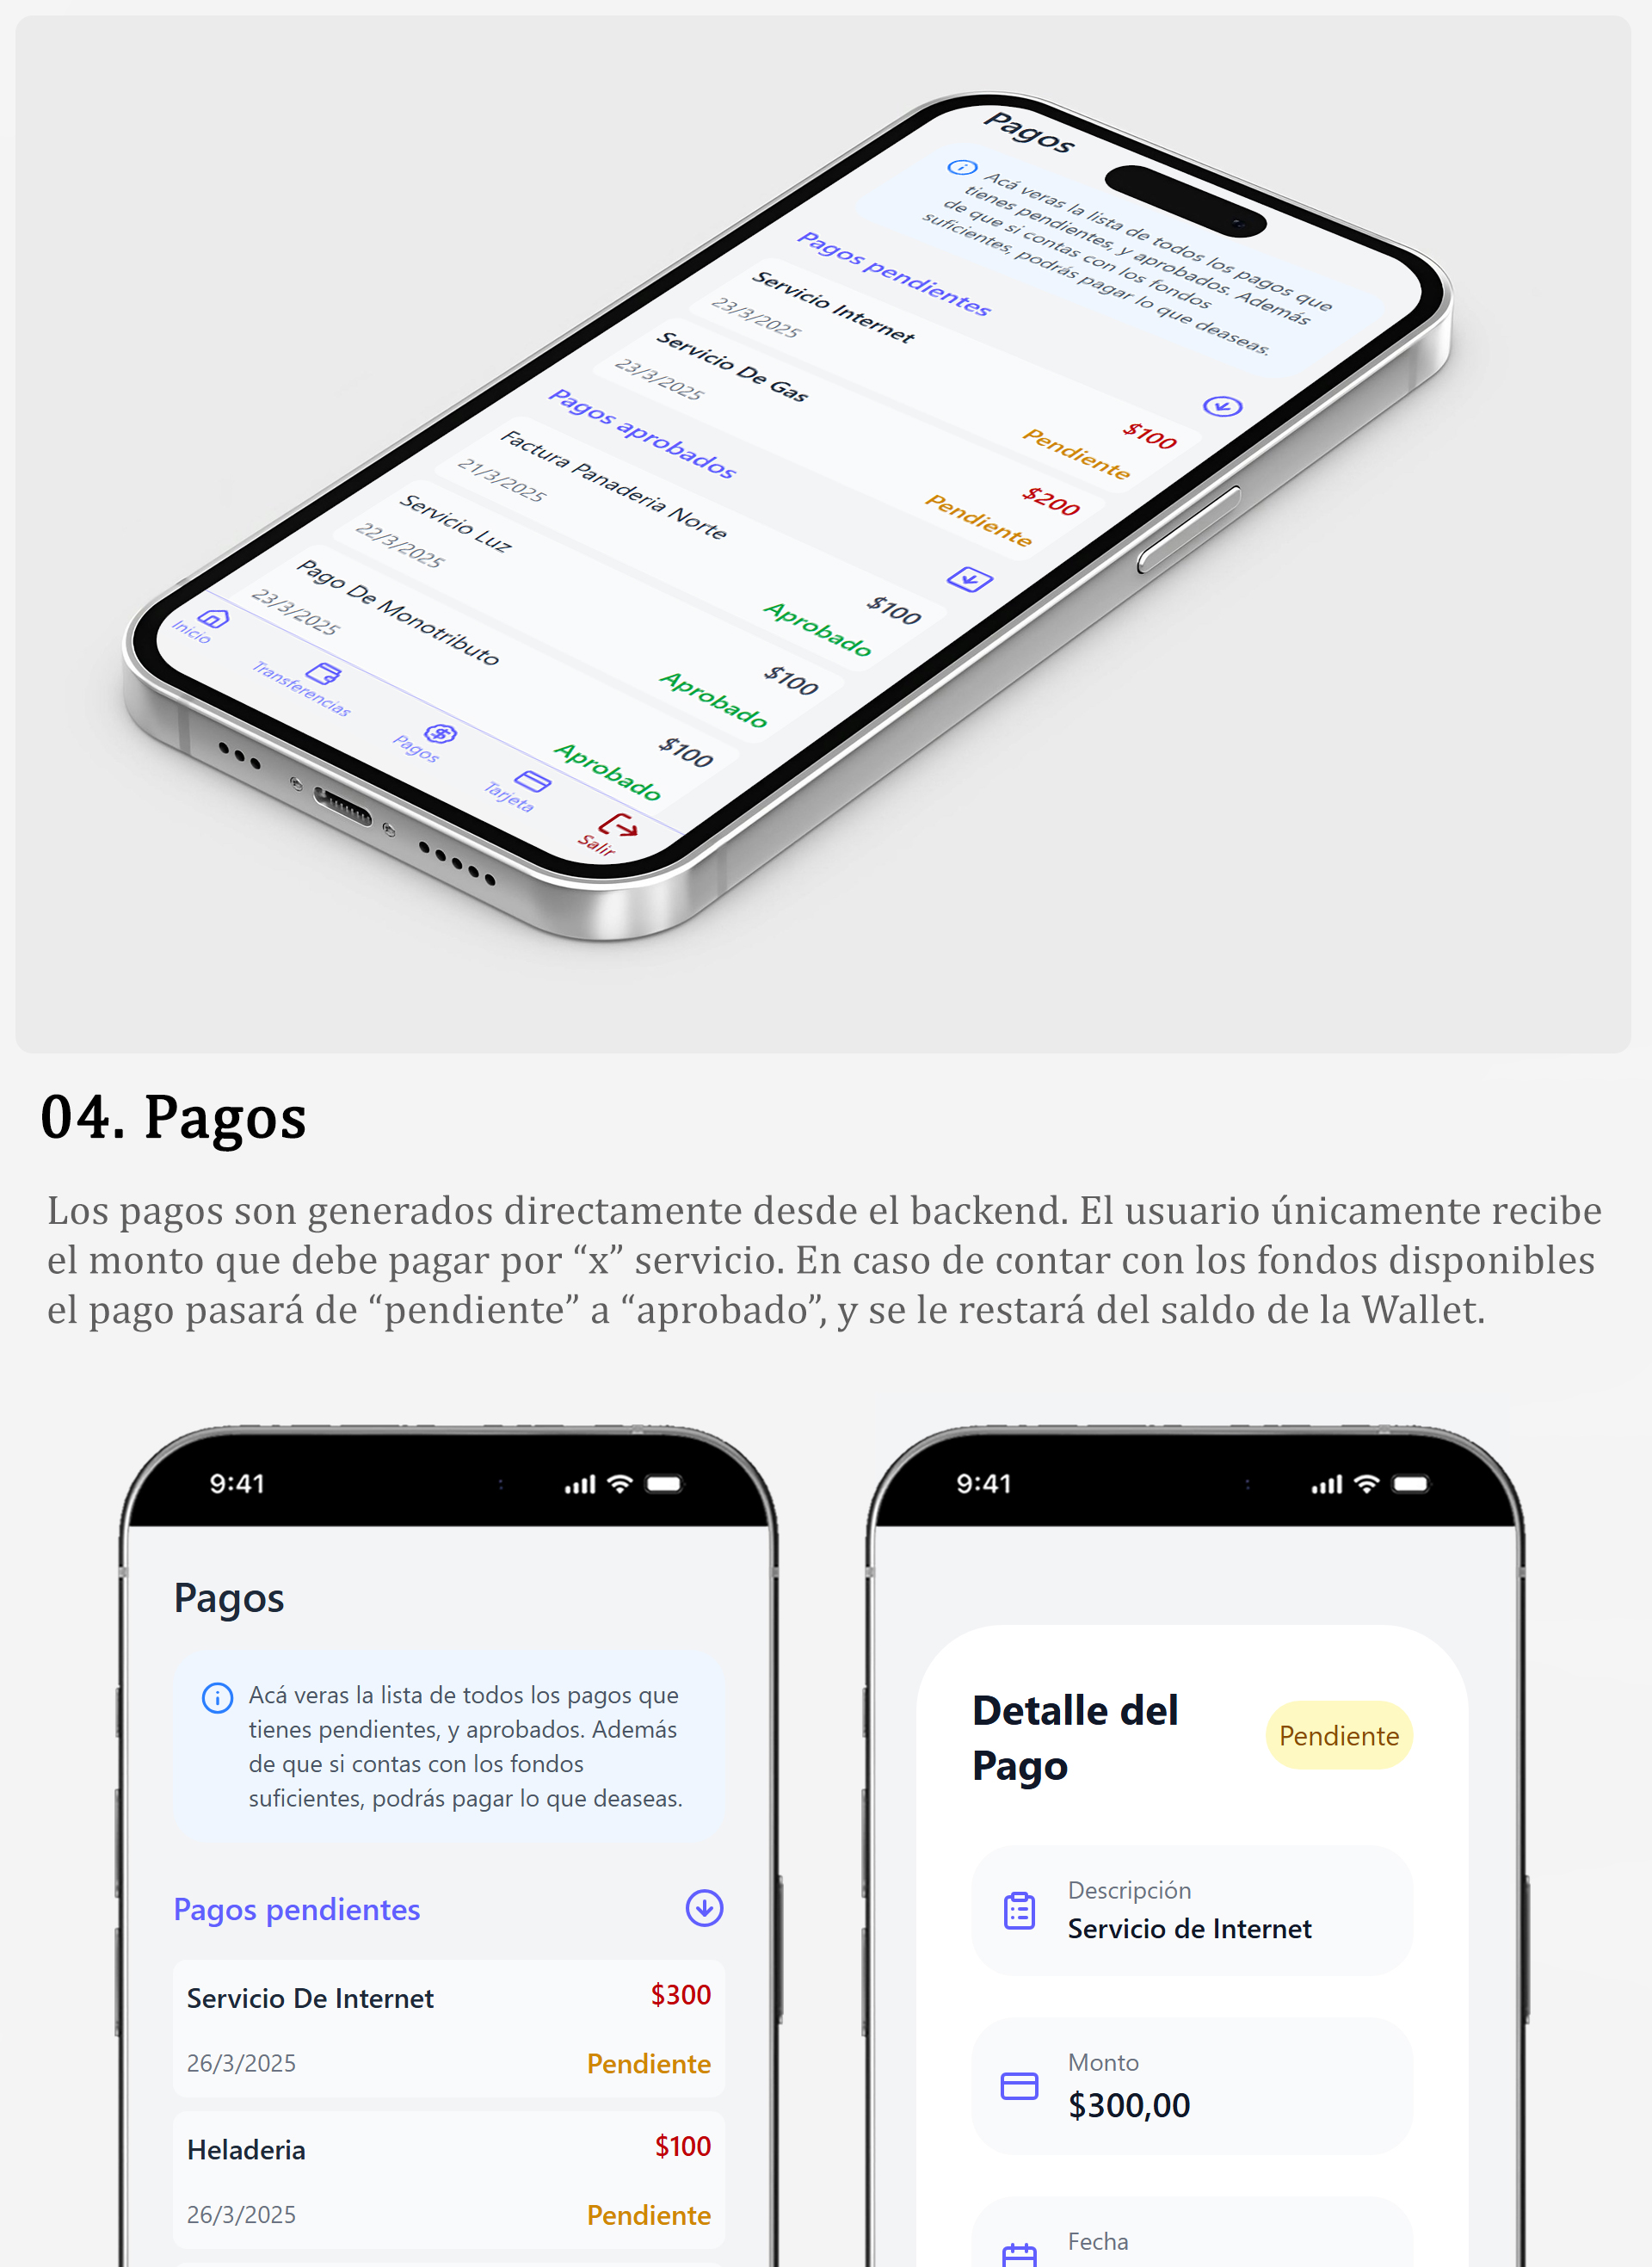 Pagos
Acá veras la lista de todos los pagos que
tienes pendientes, y aprobados. Además
de que si contas con los fondos
suficientes, podrás pagar lo que deaseas.
Pagos pendientes
Servicio Internet
$100
23/3/2025
Pendiente
Servicio De Gas
$200
23/3/2025
Pendiente
Pagos aprobados
Factura Panaderia Norte
$100
21/3/2025
Aprobado
Servicio Luz
$100
22/3/2025
Aprobado
Pago De Monotributo
$100
23/3/2025
Aprobado
Inicio
Transferencias
Pagos
Tarjeta
Salir
04. Pagos
Los pagos son generados directamente desde el backend. El usuario únicamente recibe
el monto que debe pagar por “x” servicio. En caso de contar con los fondos disponibles
el pago pasará de “pendiente” a “aprobado”, y se le restará del saldo de la Wallet.
9:41
Pagos
Acá veras la lista de todos los pagos que
tienes pendientes, y aprobados. Además
de que si contas con los fondos
suficientes, podrás pagar lo que deaseas.
Pagos pendientes
Servicio De Internet
$300
26/3/2025
Pendiente
Heladeria
$100
26/3/2025
Pendiente
9:41
Detalle del
Pago
Pendiente
Descripción
Servicio de Internet
Monto
$300,00
Fecha